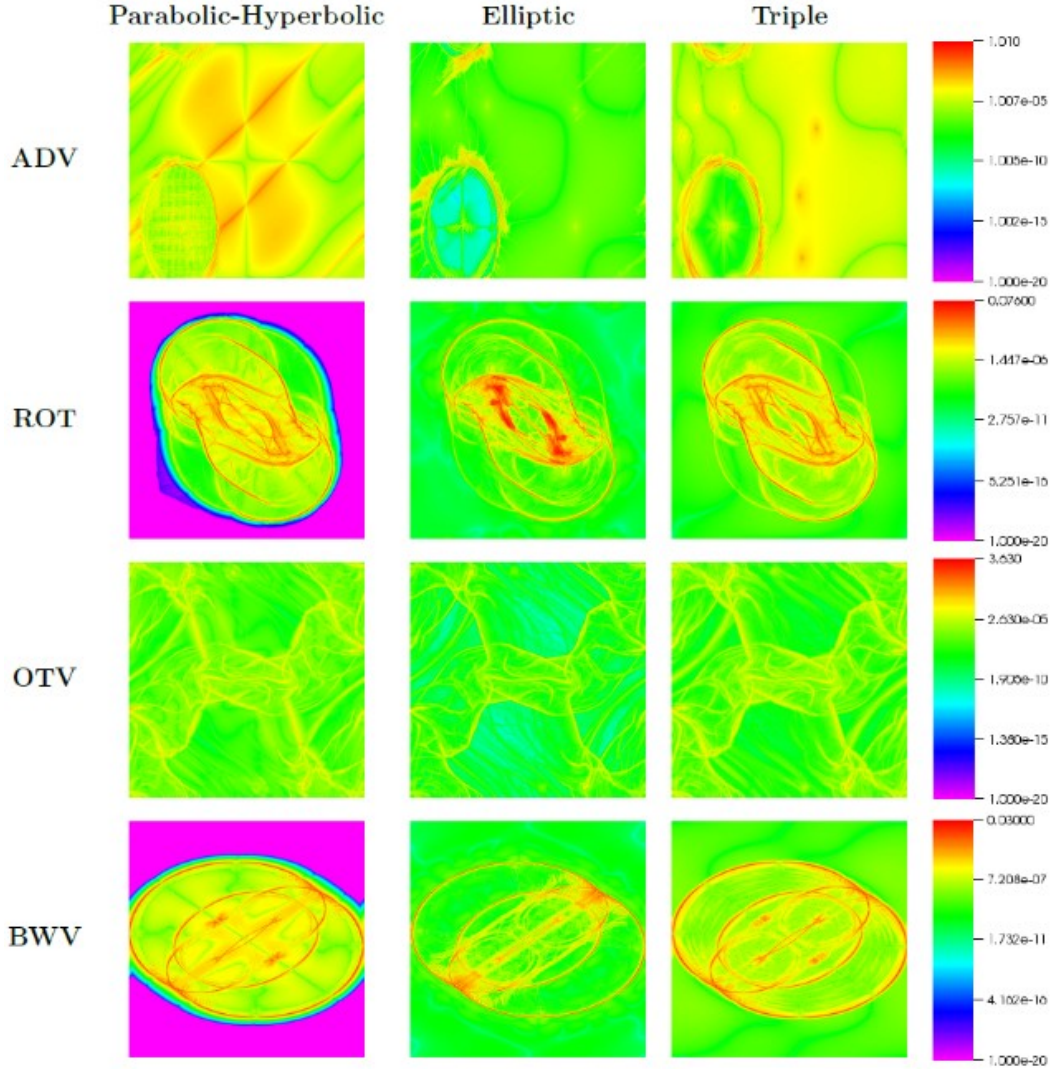 Parabolic-Hyperbolic Elliptic Triple
ADV
1.010
1.007e-05
1.005e-10
1.002e-15
1.000e-20
ROT
0.07600
1.447e-06
2.757e-11
5.251e-16
1.000e-20
OTV
3.630
2.630e-05
1.905e-10
1.380e-15
1.000e-20
BWV
0.03000
7.208e-07
1.732e-11
4.162e-16
1.000e-20